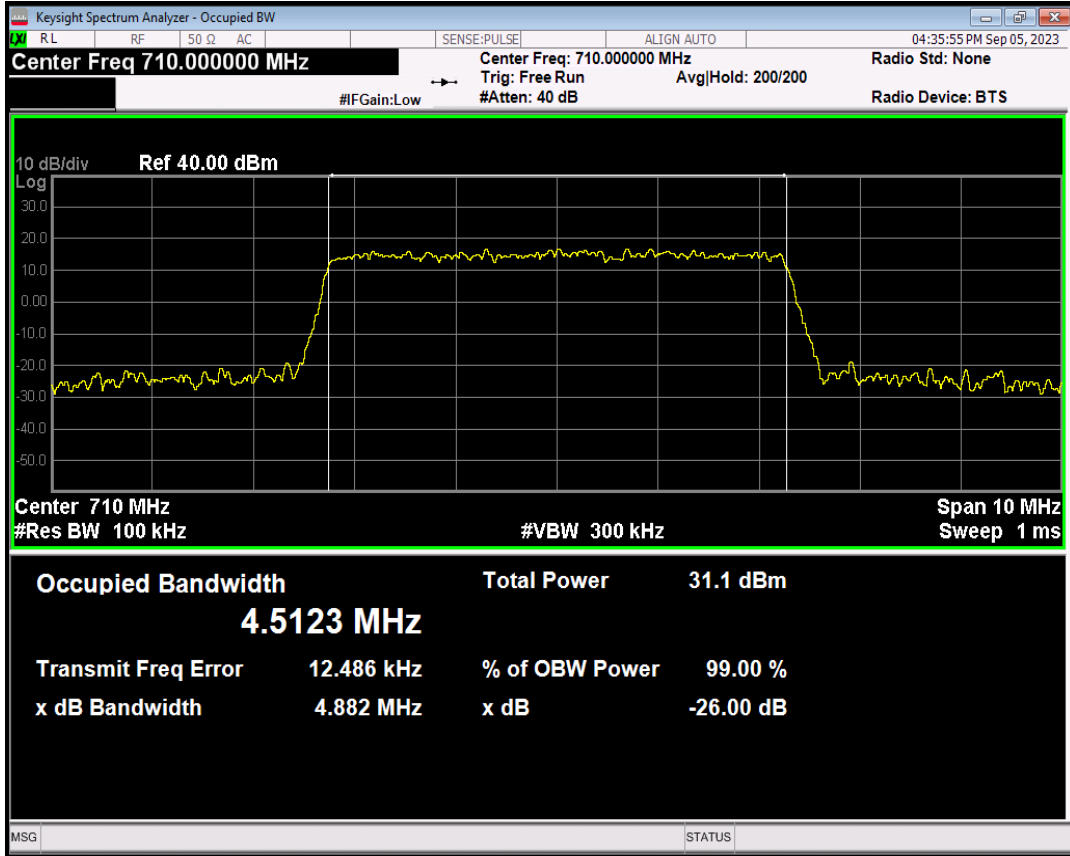 Keysight Spectrum Analyzer - Occupied BW
LXI RL RF 50 Ω AC SENSE:PULSE ALIGN AUTO 04:35:55 PM Sep 05, 2023
Center Freq 710.000000 MHz Center Freq: 710.000000 MHz Radio Std: None
Trig: Free Run Avg|Hold: 200/200
#IFGain:Low #Atten: 40 dB Radio Device: BTS
10 dB/div Ref 40.00 dBm
Log
30.0
20.0
10.0
0.00
-10.0
-20.0
-30.0
-40.0
-50.0
Center 710 MHz Span 10 MHz
#Res BW 100 kHz #VBW 300 kHz Sweep 1 ms
Occupied Bandwidth Total Power 31.1 dBm
4.5123 MHz
Transmit Freq Error 12.486 kHz % of OBW Power 99.00 %
x dB Bandwidth 4.882 MHz x dB -26.00 dB
MSG STATUS